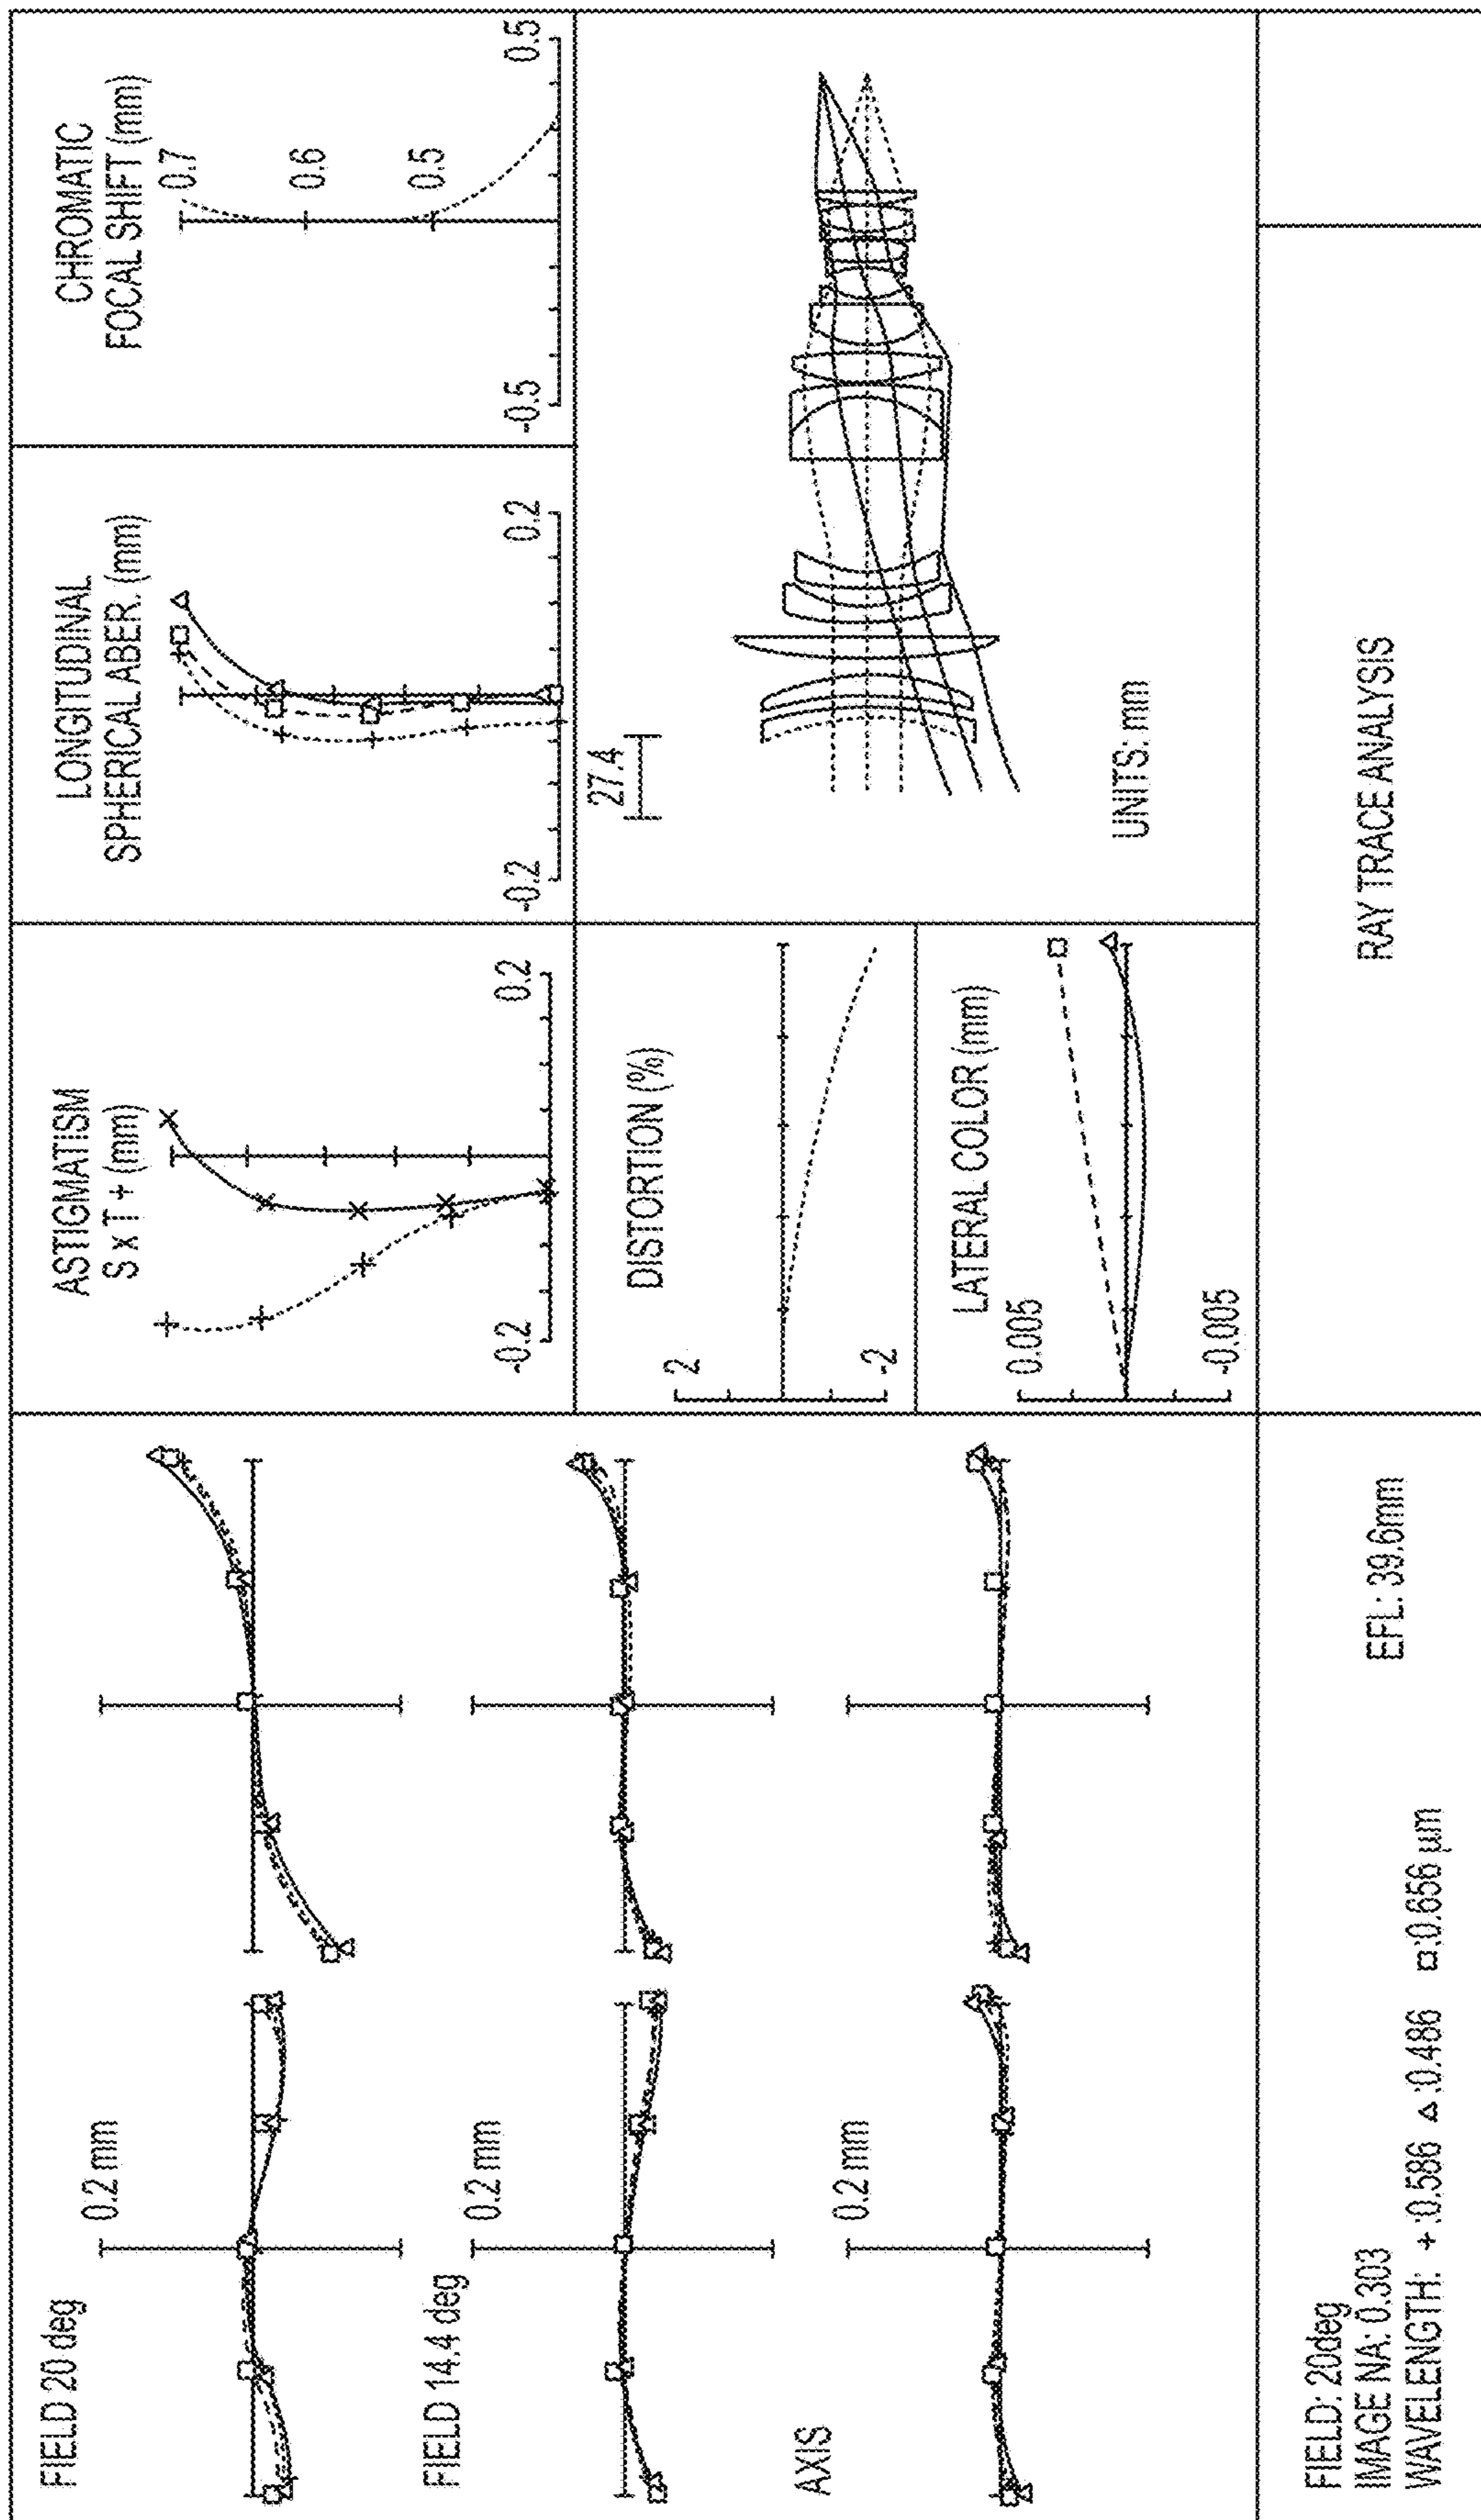 FIELD 20 deg
0.2 mm
FIELD 14.4 deg
0.2 mm
AXIS
0.2 mm
ASTIGMATISM
S x T + (mm)
-0.2
0.2
LONGITUDINAL
SPHERICAL ABER. (mm)
-0.2
0.2
CHROMATIC
FOCAL SHIFT (mm)
0.7
0.6
0.5
-0.5
0.5
DISTORTION (%)
2
-2
LATERAL COLOR (mm)
0.005
-0.005
27.4
UNITS: mm
FIELD: 20deg
IMAGE NA: 0.303
WAVELENGTH: + :0.586 △ :0.486 □:0.656 µm
EFL: 39.6mm
RAY TRACE ANALYSIS